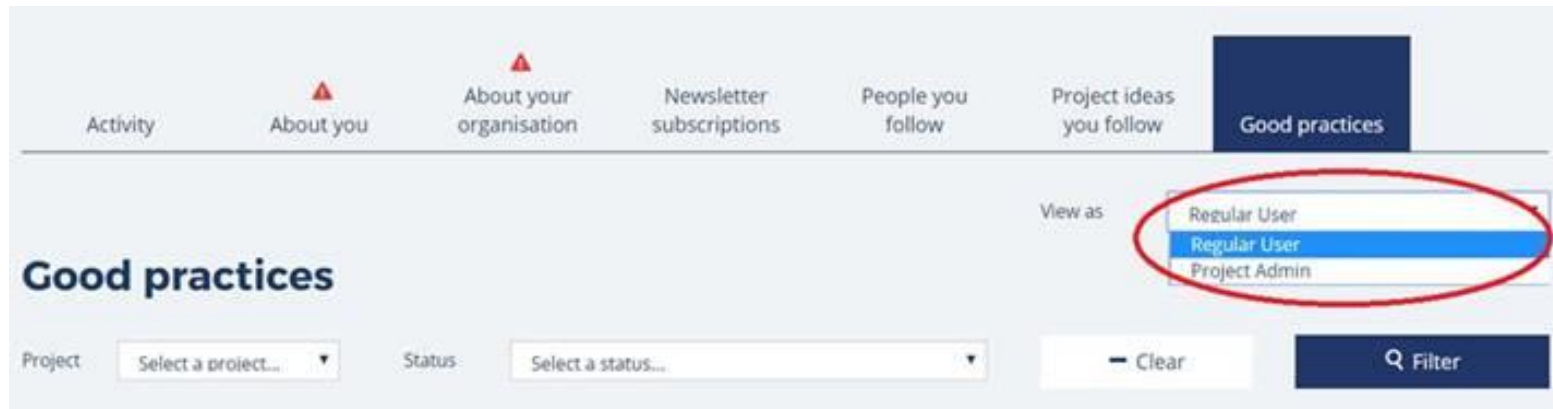 Activity
About you
About your
organisation
Newsletter
subscriptions
People you
follow
Project ideas
you follow
Good practices
View as
Regular User
Regular User
Project Admin
Good practices
Project
Select a project...
Status
Select a status...
Clear
Filter